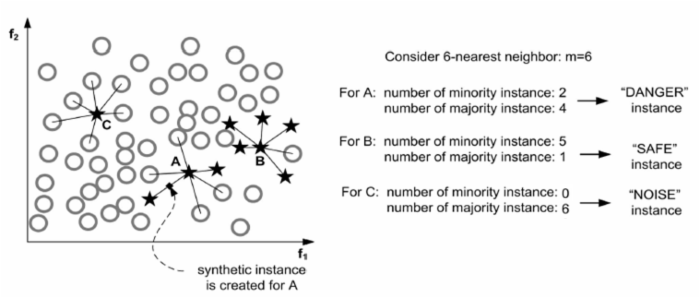 f2
Consider 6-nearest neighbor: m=6
For A: number of minority instance: 2
number of majority instance: 4
"DANGER"
instance
For B: number of minority instance: 5
number of majority instance: 1
"SAFE"
instance
For C: number of minority instance: 0
number of majority instance: 6
"NOISE"
instance
C
A
B
f1
synthetic instance
is created for A